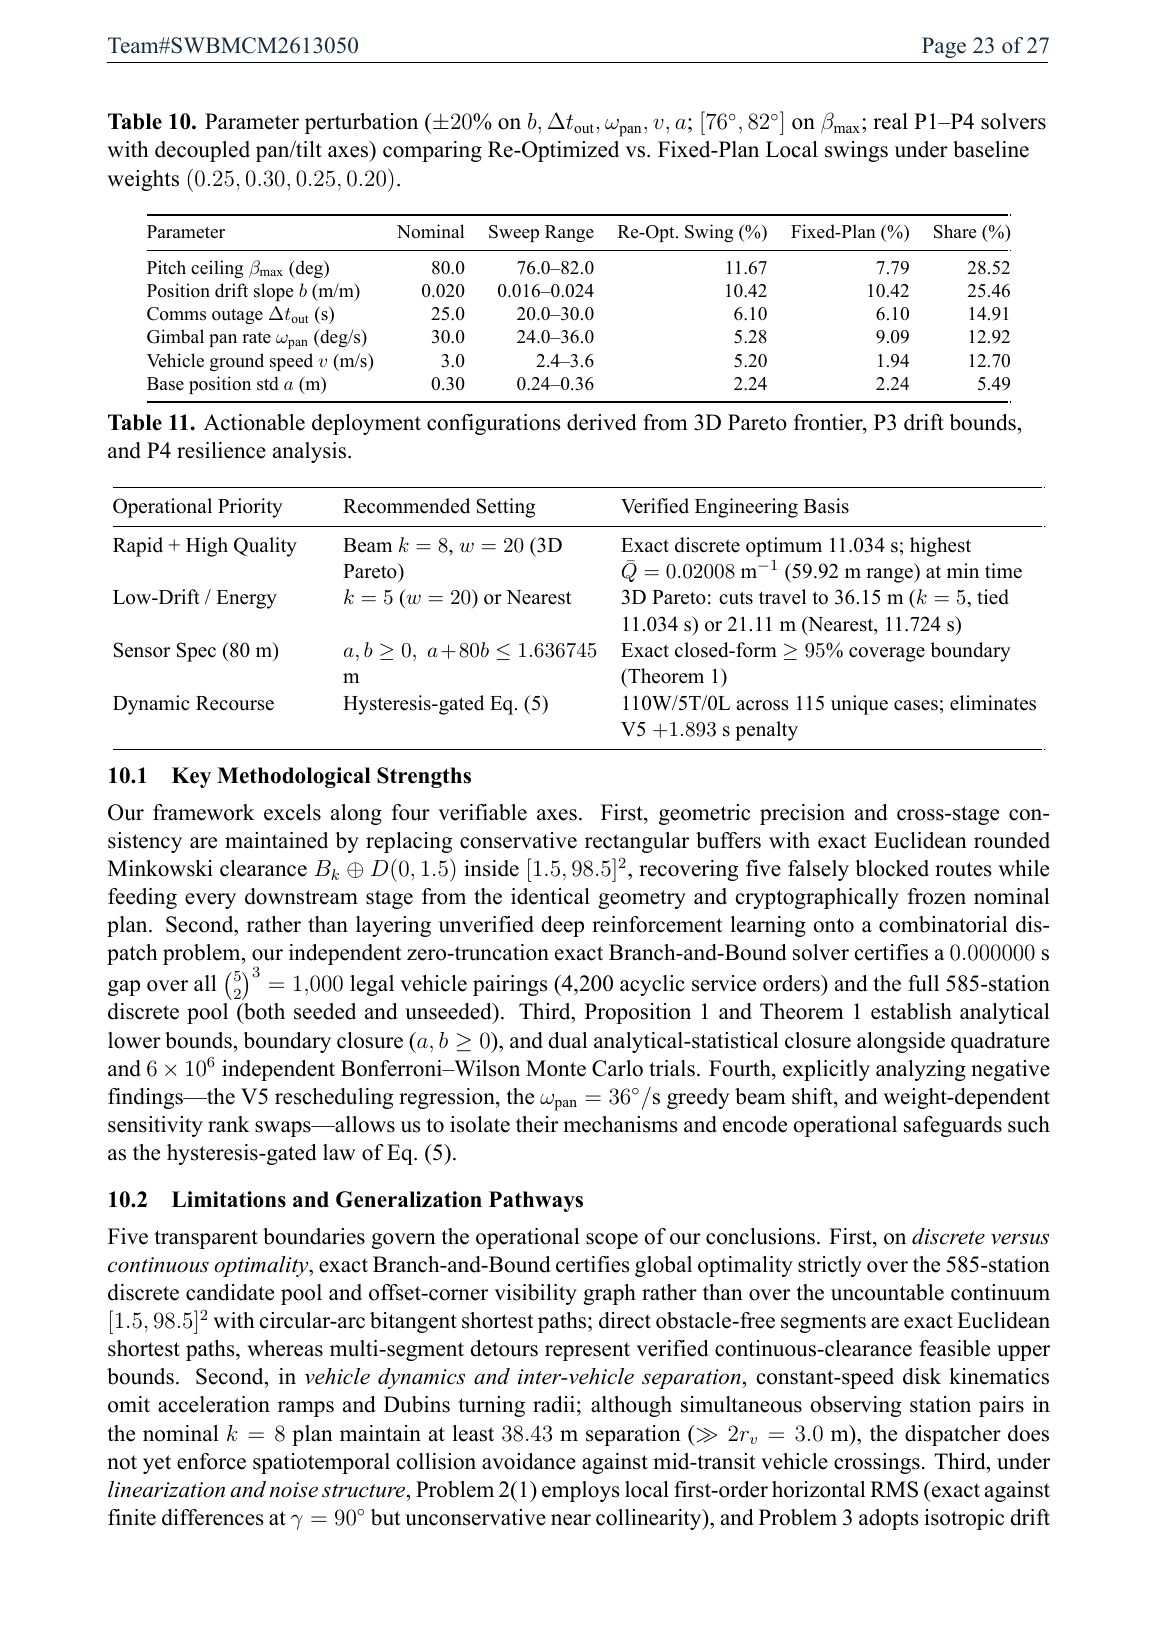 Team#SWBMCM2613050 Page 23 of 27
Table 10. Parameter perturbation (±20% on b, Δt_out, ω_pan, v, a; [76°, 82°] on β_max; real P1–P4 solvers
with decoupled pan/tilt axes) comparing Re-Optimized vs. Fixed-Plan Local swings under baseline
weights (0.25, 0.30, 0.25, 0.20).
Parameter Nominal Sweep Range Re-Opt. Swing (%) Fixed-Plan (%) Share (%)
Pitch ceiling β_max (deg) 80.0 76.0–82.0 11.67 7.79 28.52
Position drift slope b (m/m) 0.020 0.016–0.024 10.42 10.42 25.46
Comms outage Δt_out (s) 25.0 20.0–30.0 6.10 6.10 14.91
Gimbal pan rate ω_pan (deg/s) 30.0 24.0–36.0 5.28 9.09 12.92
Vehicle ground speed v (m/s) 3.0 2.4–3.6 5.20 1.94 12.70
Base position std a (m) 0.30 0.24–0.36 2.24 2.24 5.49
Table 11. Actionable deployment configurations derived from 3D Pareto frontier, P3 drift bounds,
and P4 resilience analysis.
Operational Priority Recommended Setting Verified Engineering Basis
Rapid + High Quality Beam k = 8, w = 20 (3D Exact discrete optimum 11.034 s; highest
Pareto) Q̄ = 0.02008 m⁻¹ (59.92 m range) at min time
Low-Drift / Energy k = 5 (w = 20) or Nearest 3D Pareto: cuts travel to 36.15 m (k = 5, tied
11.034 s) or 21.11 m (Nearest, 11.724 s)
Sensor Spec (80 m) a, b ≥ 0, a+80b ≤ 1.636745 Exact closed-form ≥ 95% coverage boundary
m (Theorem 1)
Dynamic Recourse Hysteresis-gated Eq. (5) 110W/5T/0L across 115 unique cases; eliminates
V5 +1.893 s penalty
10.1 Key Methodological Strengths
Our framework excels along four verifiable axes. First, geometric precision and cross-stage con-
sistency are maintained by replacing conservative rectangular buffers with exact Euclidean rounded
Minkowski clearance B_k ⊕ D(0, 1.5) inside [1.5, 98.5]², recovering five falsely blocked routes while
feeding every downstream stage from the identical geometry and cryptographically frozen nominal
plan. Second, rather than layering unverified deep reinforcement learning onto a combinatorial dis-
patch problem, our independent zero-truncation exact Branch-and-Bound solver certifies a 0.000000 s
gap over all (5 2)³ = 1,000 legal vehicle pairings (4,200 acyclic service orders) and the full 585-station
discrete pool (both seeded and unseeded). Third, Proposition 1 and Theorem 1 establish analytical
lower bounds, boundary closure (a, b ≥ 0), and dual analytical-statistical closure alongside quadrature
and 6 × 10⁶ independent Bonferroni–Wilson Monte Carlo trials. Fourth, explicitly analyzing negative
findings—the V5 rescheduling regression, the ω_pan = 36°/s greedy beam shift, and weight-dependent
sensitivity rank swaps—allows us to isolate their mechanisms and encode operational safeguards such
as the hysteresis-gated law of Eq. (5).
10.2 Limitations and Generalization Pathways
Five transparent boundaries govern the operational scope of our conclusions. First, on discrete versus
continuous optimality, exact Branch-and-Bound certifies global optimality strictly over the 585-station
discrete candidate pool and offset-corner visibility graph rather than over the uncountable continuum
[1.5, 98.5]² with circular-arc bitangent shortest paths; direct obstacle-free segments are exact Euclidean
shortest paths, whereas multi-segment detours represent verified continuous-clearance feasible upper
bounds. Second, in vehicle dynamics and inter-vehicle separation, constant-speed disk kinematics
omit acceleration ramps and Dubins turning radii; although simultaneous observing station pairs in
the nominal k = 8 plan maintain at least 38.43 m separation (≫ 2r_v = 3.0 m), the dispatcher does
not yet enforce spatiotemporal collision avoidance against mid-transit vehicle crossings. Third, under
linearization and noise structure, Problem 2(1) employs local first-order horizontal RMS (exact against
finite differences at γ = 90° but unconservative near collinearity), and Problem 3 adopts isotropic drift